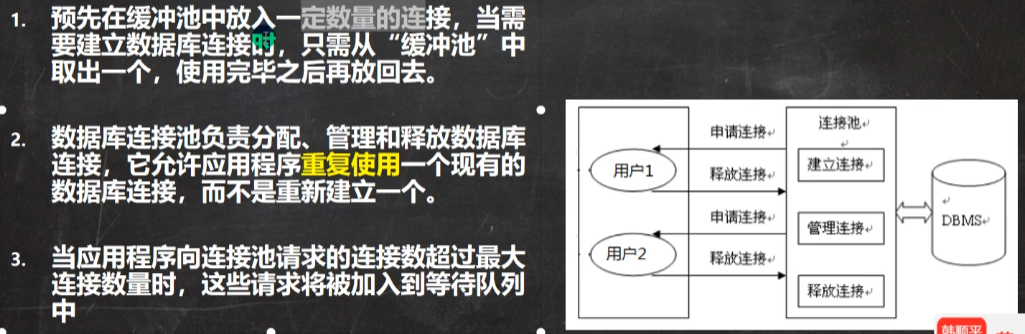 1. 预先在缓冲池中放入一定数量的连接，当需
要建立数据库连接时，只需从“缓冲池”中
取出一个，使用完毕之后再放回去。
2. 数据库连接池负责分配、管理和释放数据库
连接，它允许应用程序重复使用一个现有的
数据库连接，而不是重新建立一个。
3. 当应用程序向连接池请求的连接数超过最大
连接数量时，这些请求将被加入到等待队列
中
用户1
用户2
申请连接
释放连接
申请连接
释放连接
连接池
建立连接
管理连接
释放连接
DBMS
韩顺平